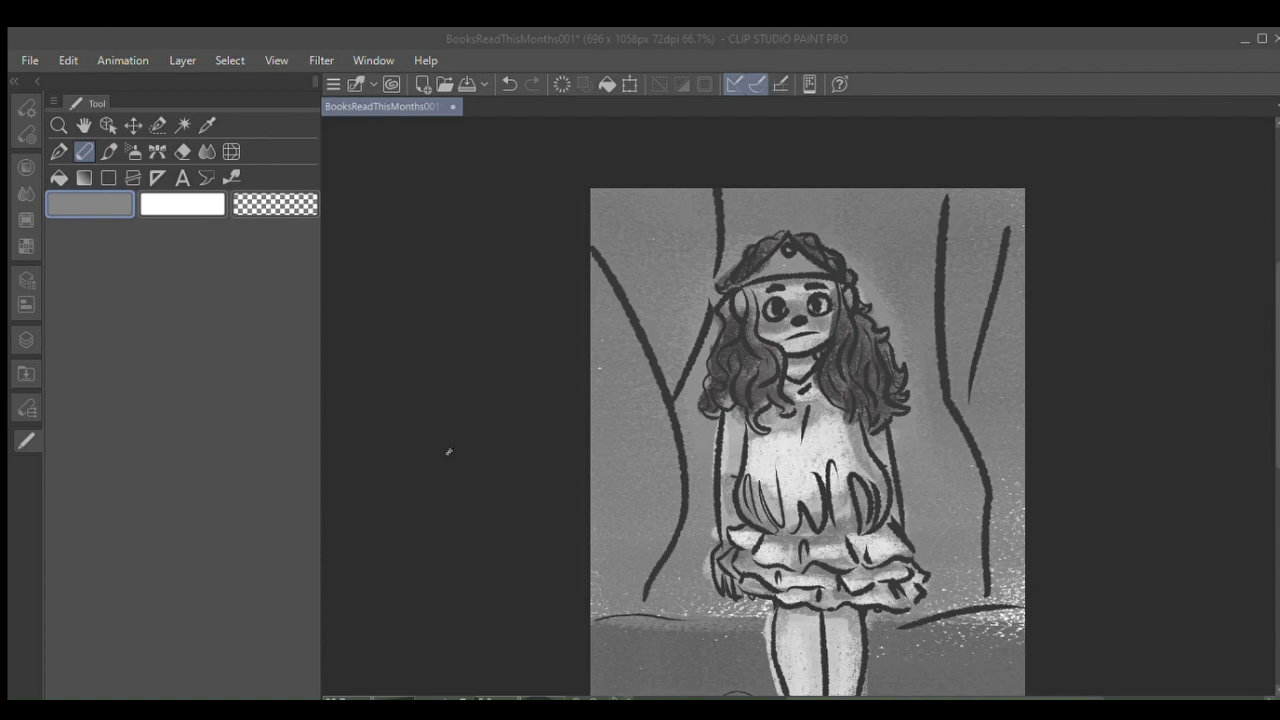 BooksReadThisMonths001* (696 x 1058px 72dpi 66.7%) - CLIP STUDIO PAINT PRO
File Edit Animation Layer Select View Filter Window Help
Tool
BooksReadThisMonths001*